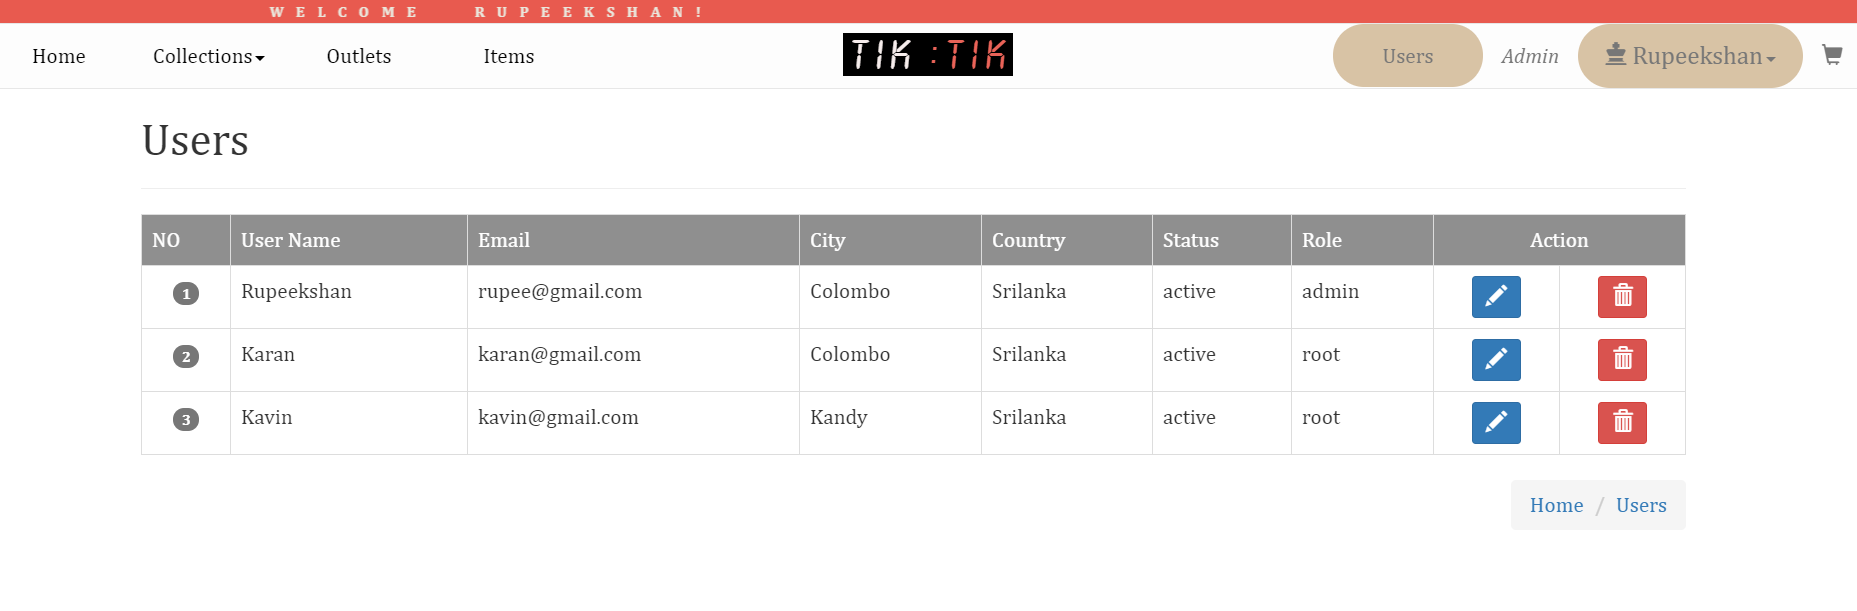 WELCOME RUPEEKSHAN!
Home Collections Outlets Items TIK :TIK Users Admin Rupeekshan
Users
NO User Name Email City Country Status Role Action
1 Rupeekshan rupee@gmail.com Colombo Srilanka active admin
2 Karan karan@gmail.com Colombo Srilanka active root
3 Kavin kavin@gmail.com Kandy Srilanka active root
Home / Users